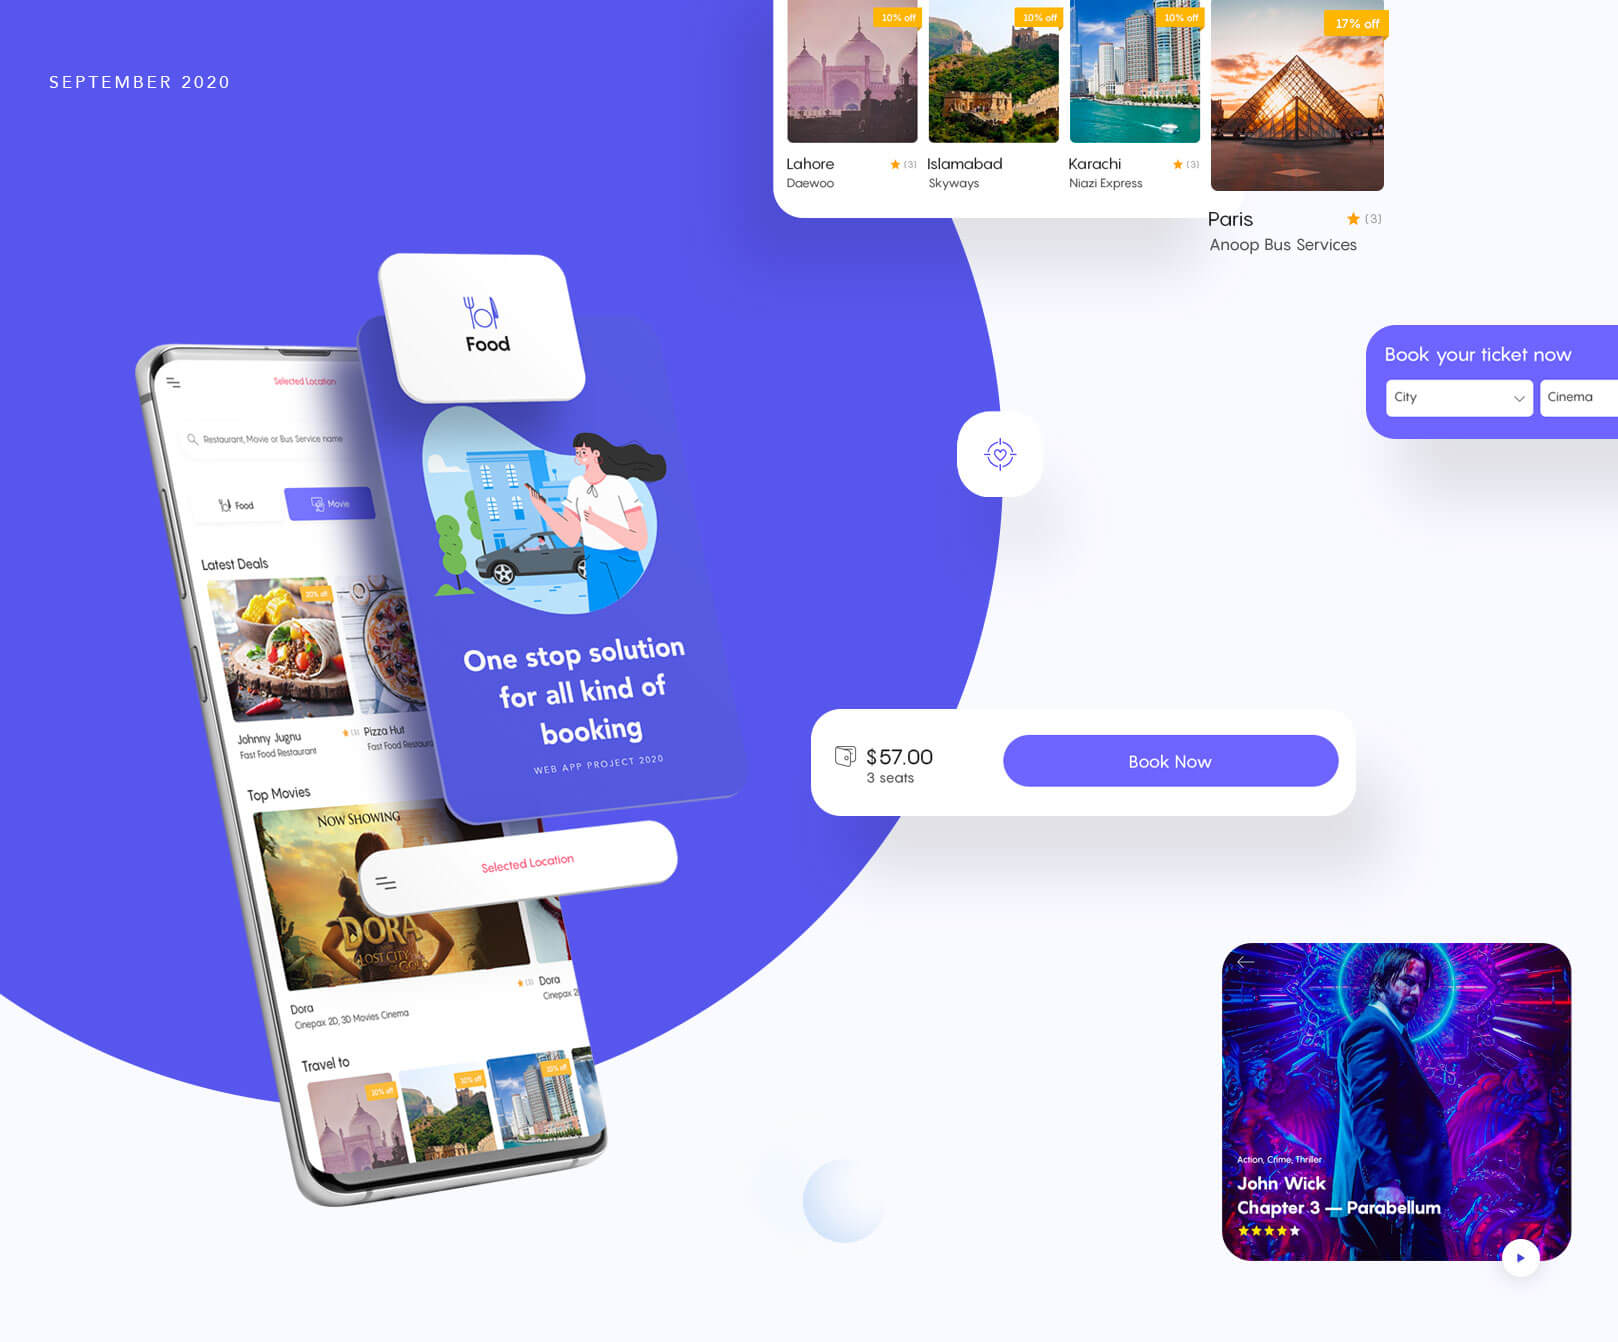 SEPTEMBER 2020
10% off
10% off
10% off
17% off
Lahore
(3)
Daewoo
Islamabad
Skyways
Karachi
(3)
Niazi Express
Paris
(3)
Anoop Bus Services
Book your ticket now
City
Cinema
Food
Selected Location
Restaurant, Movie or Bus Service name
Food
Movie
Latest Deals
20% off
Johnny Jugnu
(3)
Fast Food Restaurant
Pizza Hut
Fast Food Restaura
One stop solution
for all kind of
booking
WEB APP PROJECT 2020
$57.00
3 seats
Book Now
Top Movies
NOW SHOWING
Selected Location
DORA
LOST CITY
OF GOLD
Dora
(3)
Cinepax 2D, 3D Movies Cinema
Dora
Cinepax 2
Travel to
10% off
10% off
10% off
Action, Crime, Thriller
John Wick
Chapter 3 — Parabellum